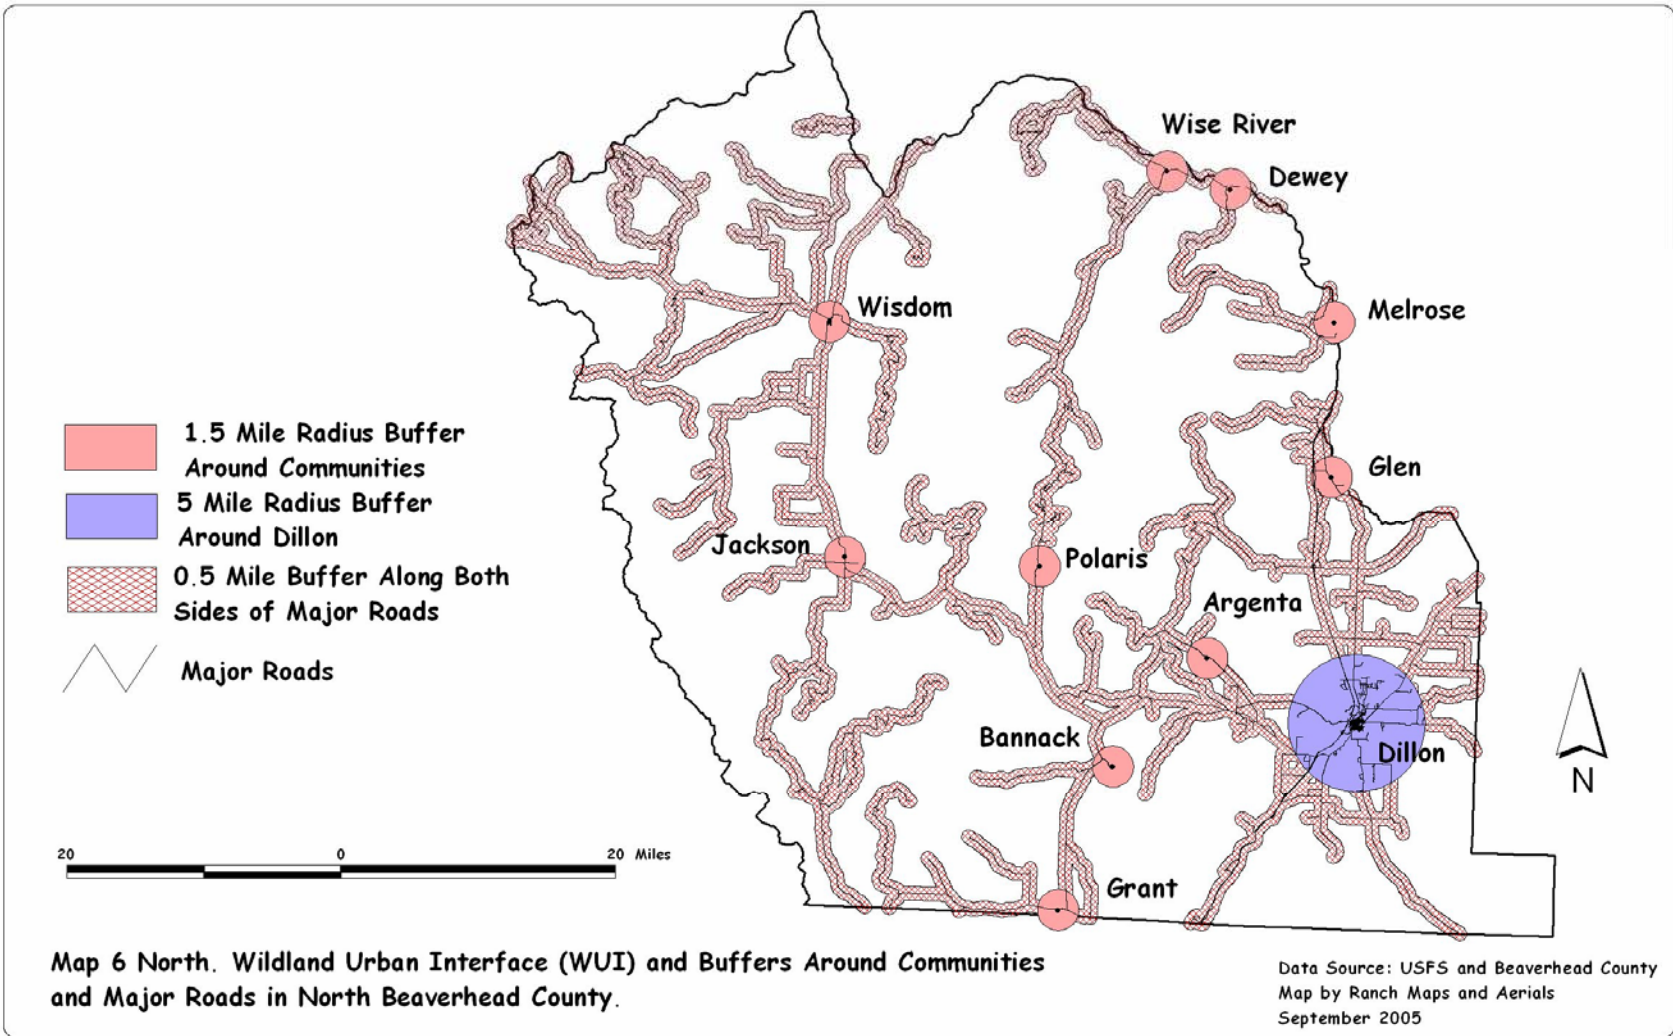 Wise River
Dewey
Wisdom
Melrose
1.5 Mile Radius Buffer
Around Communities
5 Mile Radius Buffer
Around Dillon
0.5 Mile Buffer Along Both
Sides of Major Roads
Major Roads
Glen
Jackson
Polaris
Argenta
Bannack
Dillon
N
20 0 20 Miles
Grant
Map 6 North. Wildland Urban Interface (WUI) and Buffers Around Communities
and Major Roads in North Beaverhead County.
Data Source: USFS and Beaverhead County
Map by Ranch Maps and Aerials
September 2005